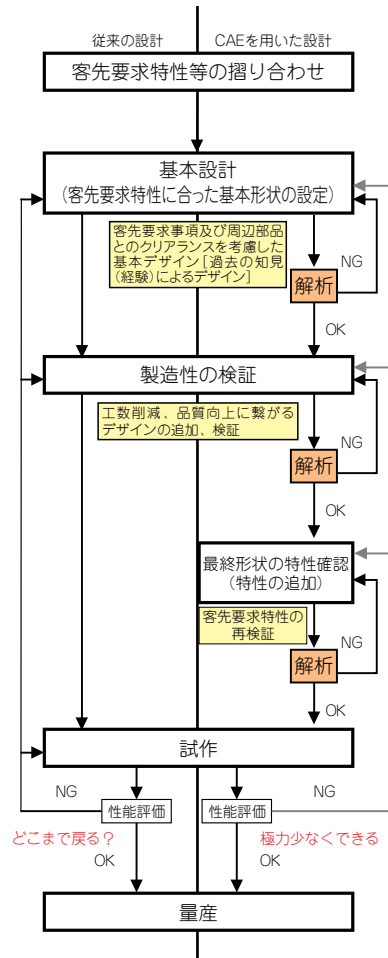 従来の設計
CAEを用いた設計
客先要求特性等の摺り合わせ
基本設計
(客先要求特性に合った基本形状の設定)
客先要求事項及び周辺部品
とのクリアランスを考慮した
基本デザイン[過去の知見
(経験)によるデザイン]
NG
解析
OK
製造性の検証
工数削減、品質向上に繋がる
デザインの追加、検証
NG
解析
OK
最終形状の特性確認
(特性の追加)
客先要求特性の
再検証
NG
解析
OK
試作
NG
性能評価
性能評価
NG
どこまで戻る?
極力少なくできる
OK
OK
量産